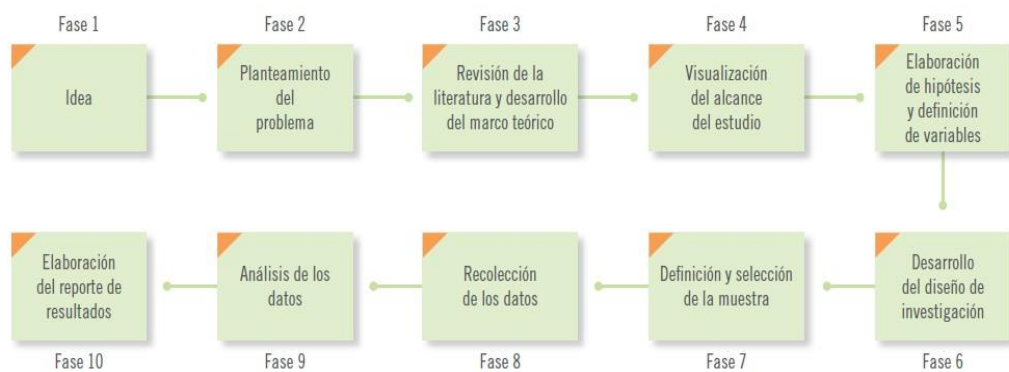 Fase 1
Idea
Fase 2
Planteamiento
del
problema
Fase 3
Revisión de la
literatura y desarrollo
del marco teórico
Fase 4
Visualización
del alcance
del estudio
Fase 5
Elaboración
de hipótesis
y definición
de variables
Desarrollo
del diseño de
investigación
Fase 6
Definición y selección
de la muestra
Fase 7
Recolección
de los datos
Fase 8
Análisis de los
datos
Fase 9
Elaboración
del reporte de
resultados
Fase 10